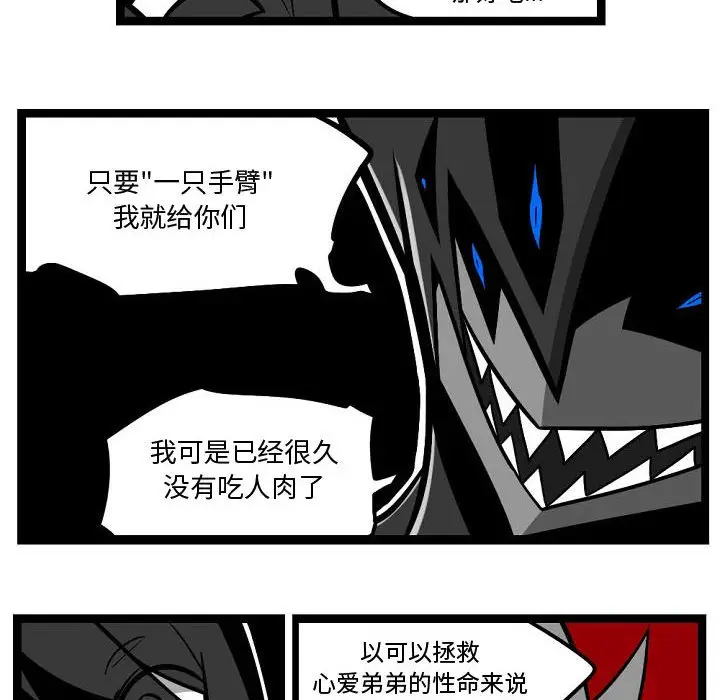 只要"一只手臂"
我就给你们
我可是已经很久
没有吃人肉了
以可以拯救
心爱弟弟的性命来说